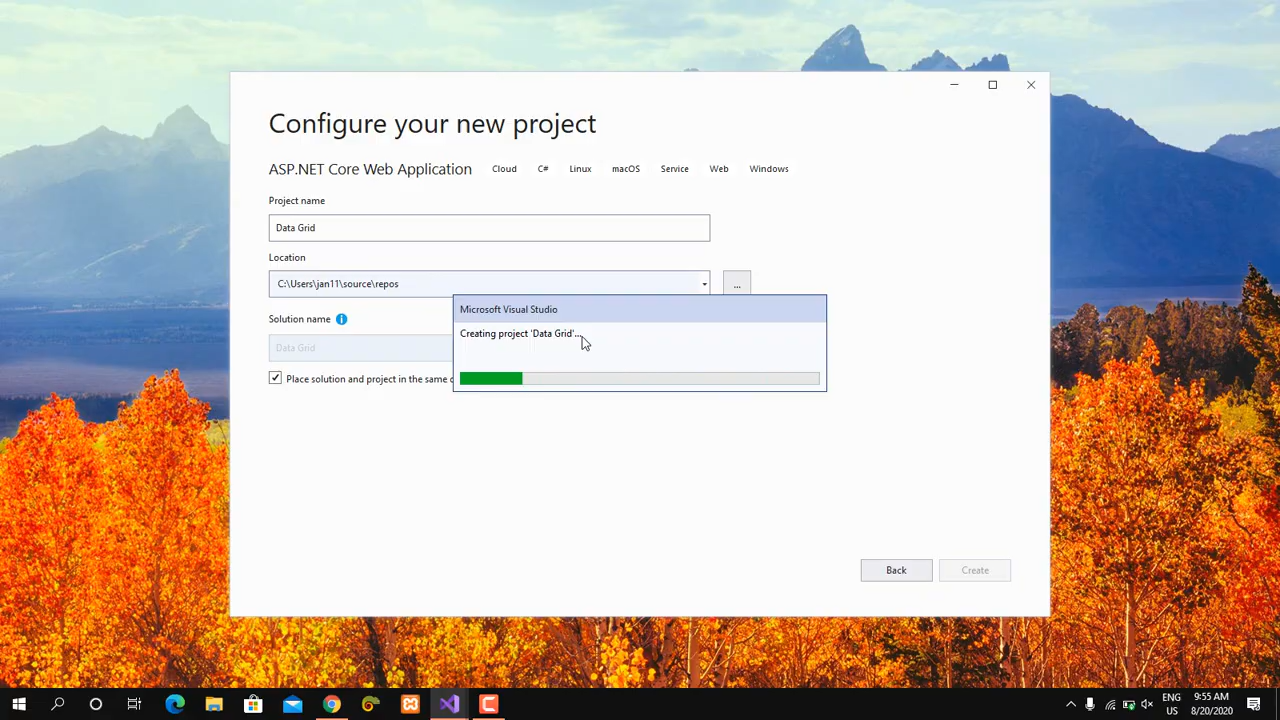 Configure your new project
ASP.NET Core Web Application Cloud C# Linux macOS Service Web Windows
Project name
Data Grid
Location
C:\Users\jan11\source\repos
...
Solution name
Data Grid
Place solution and project in the same
Microsoft Visual Studio
Creating project 'Data Grid'...
Back
Create
ENG
US
9:55 AM
8/20/2020